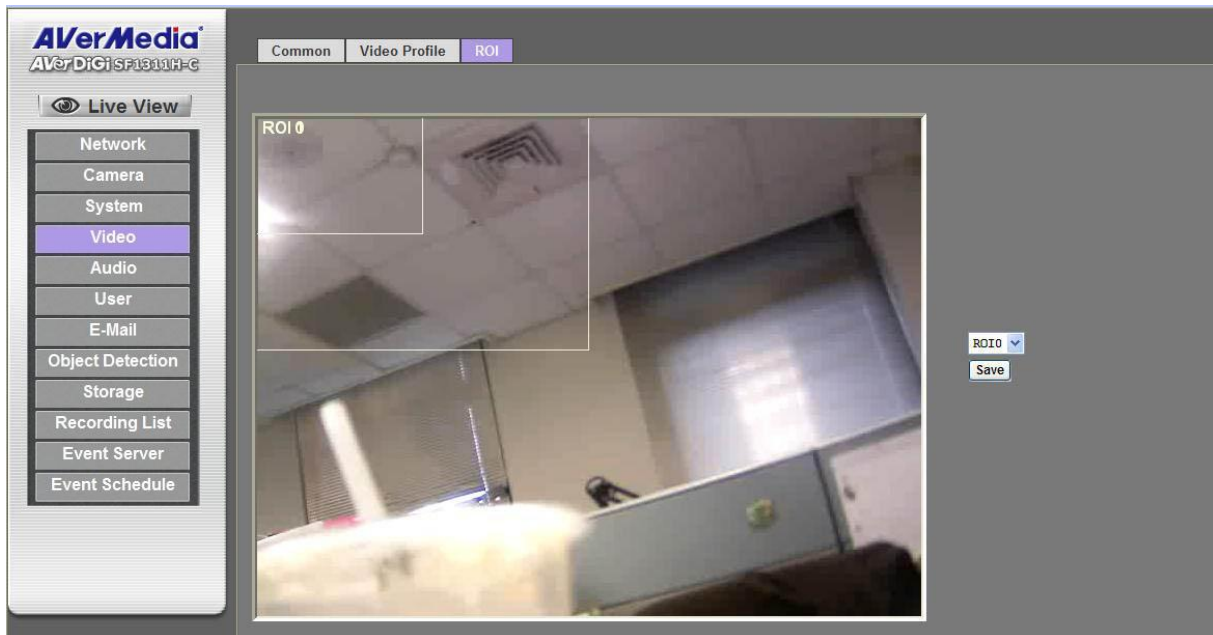 AVerMedia
AVerDiGi SF1311H-C
Live View
Network
Camera
System
Video
Audio
User
E-Mail
Object Detection
Storage
Recording List
Event Server
Event Schedule
Common Video Profile ROI
ROI 0
ROI0
Save